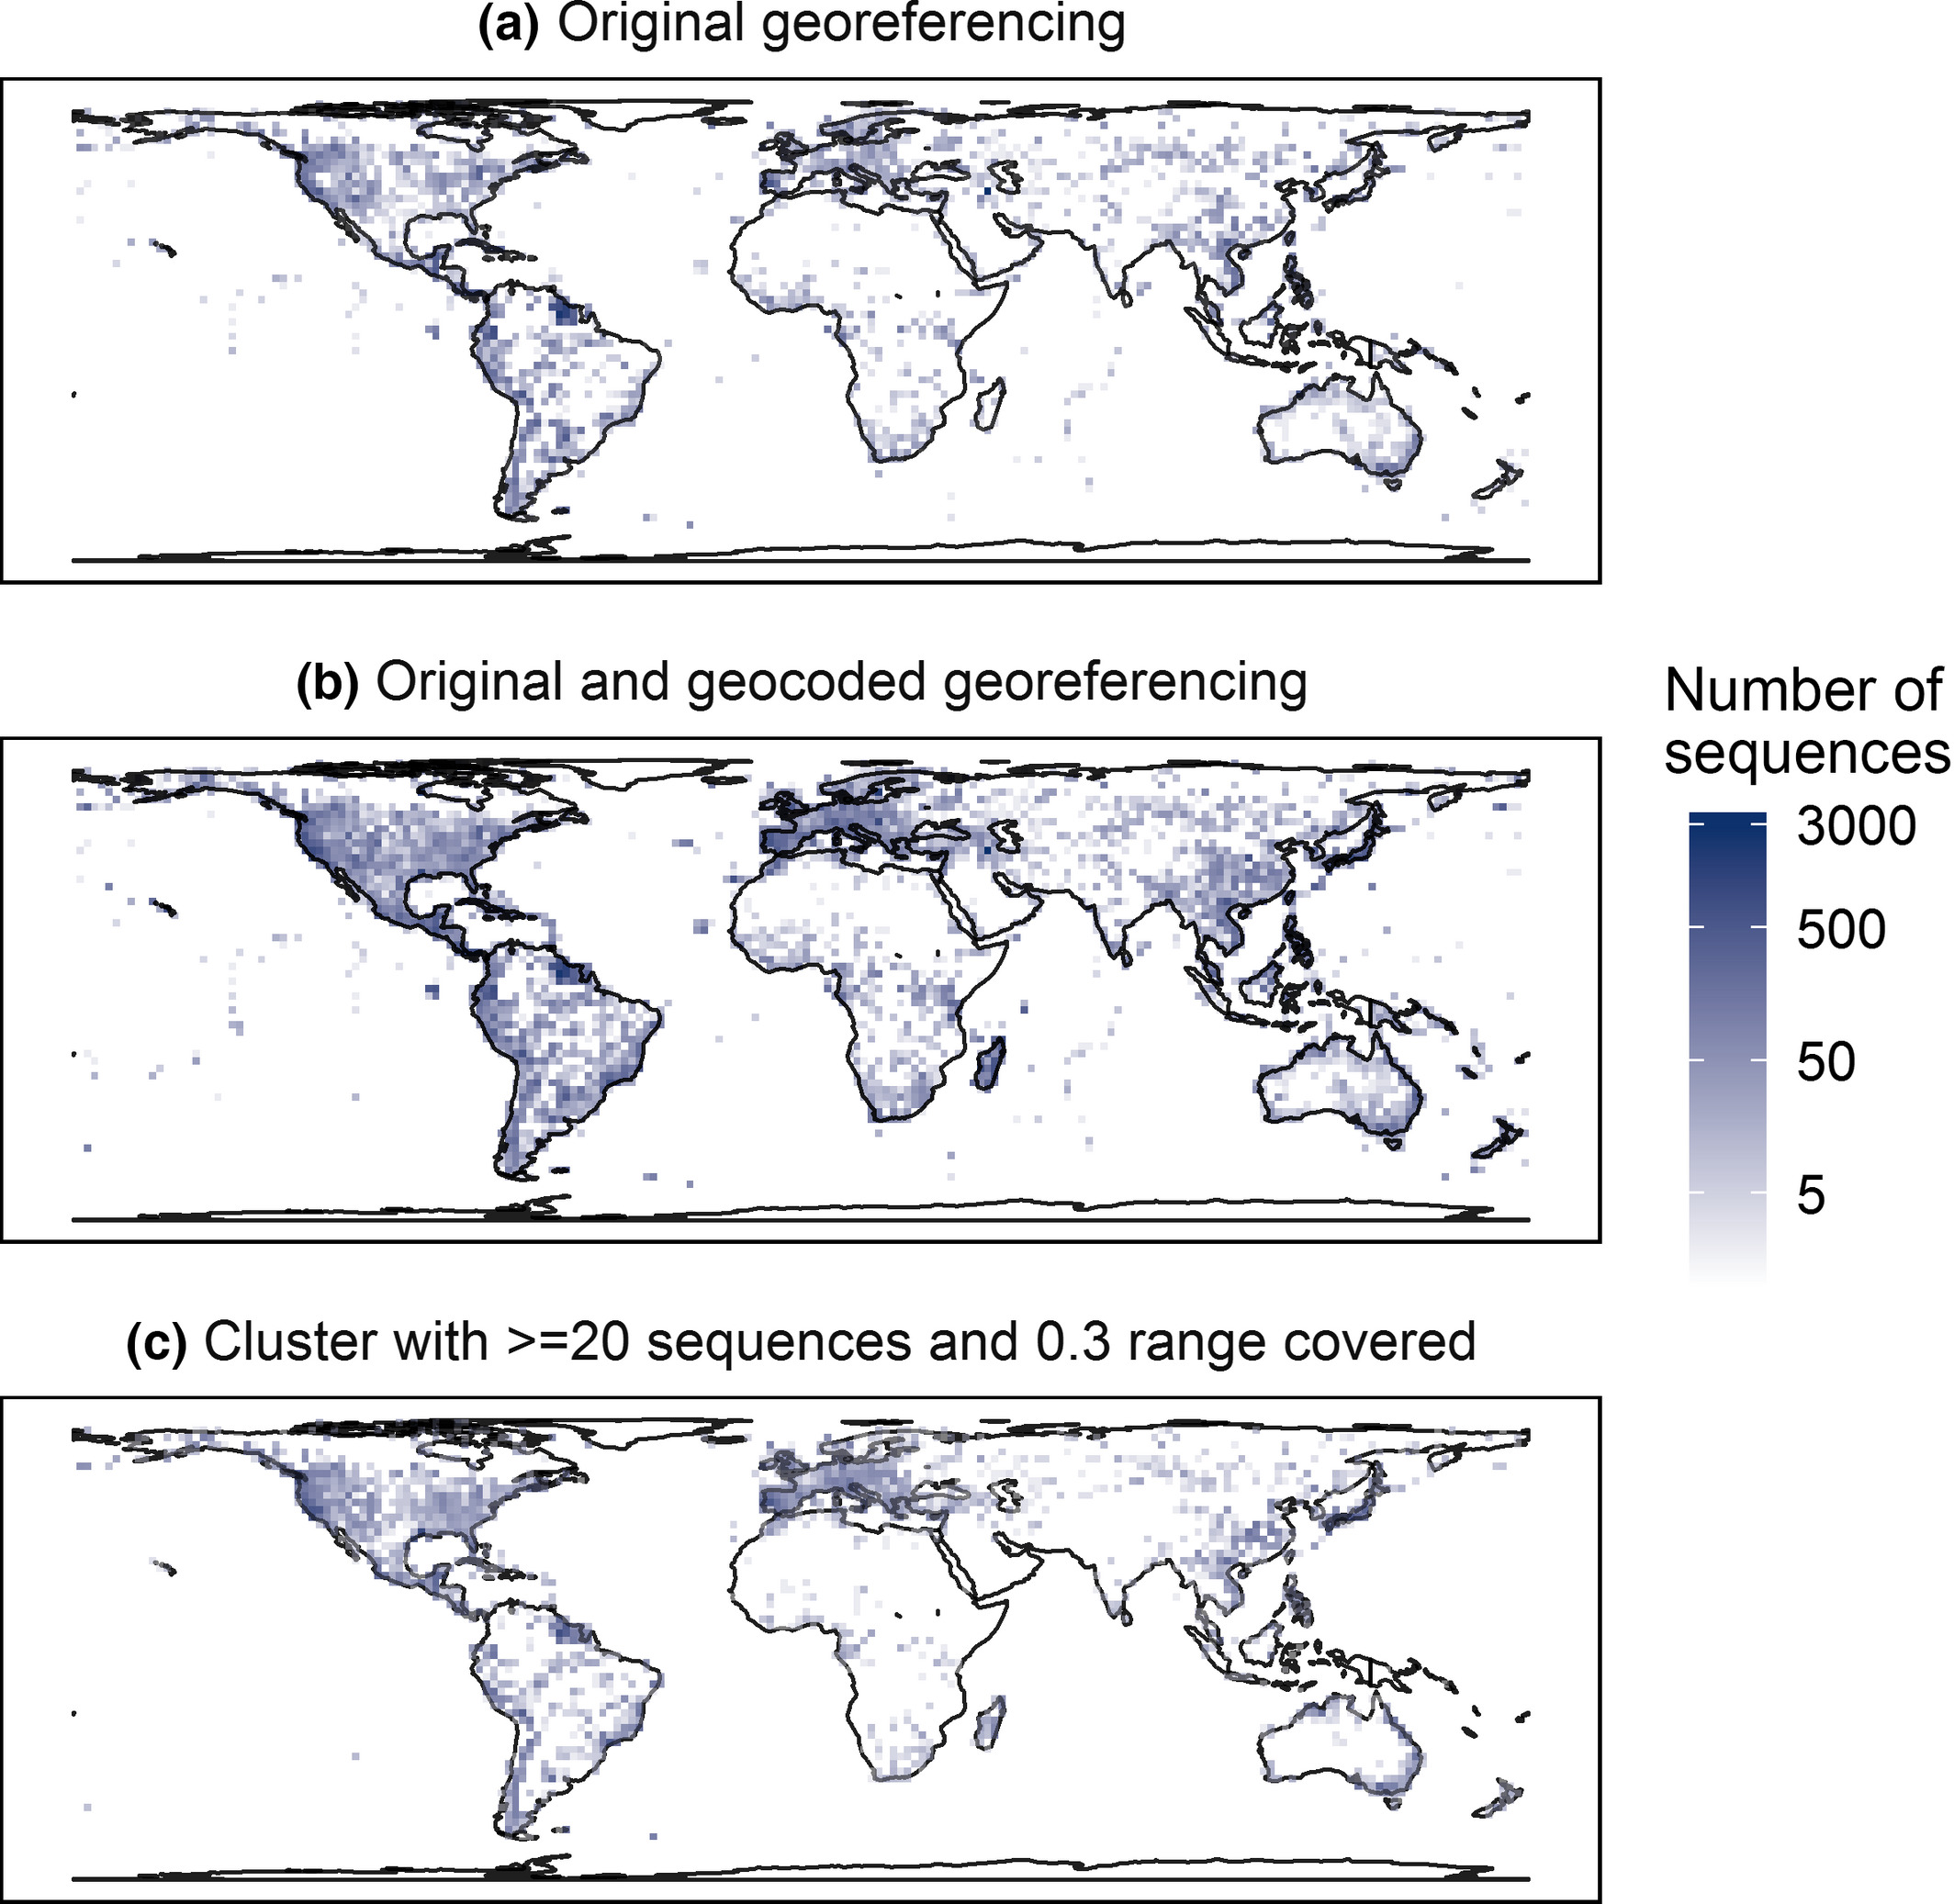 (a) Original georeferencing
(b) Original and geocoded georeferencing
Number of
sequences
3000
500
50
5
(c) Cluster with >=20 sequences and 0.3 range covered